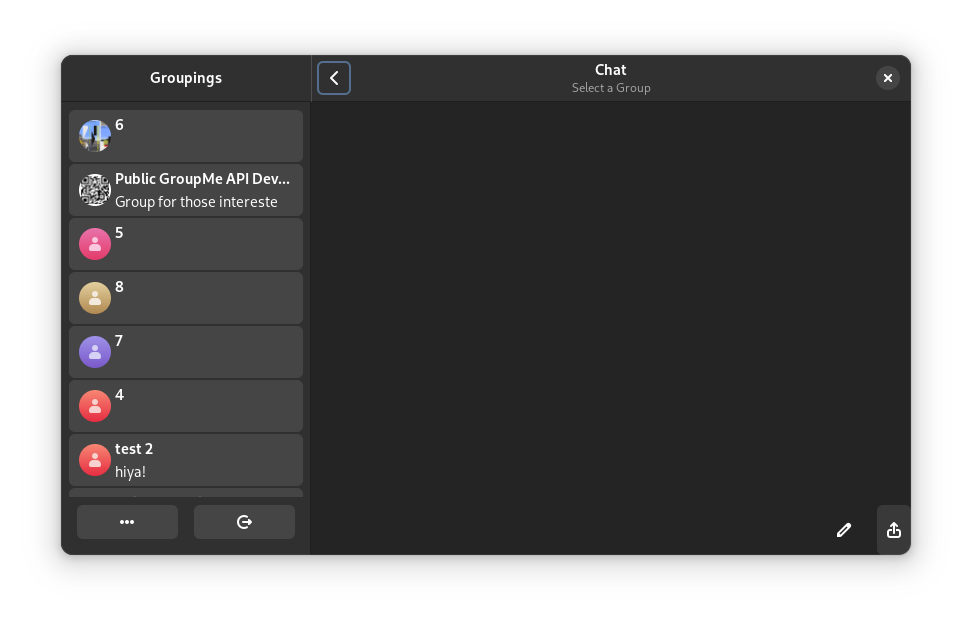 Groupings
Chat
Select a Group
6
Public GroupMe API Dev...
Group for those intereste
5
8
7
4
test 2
hiya!